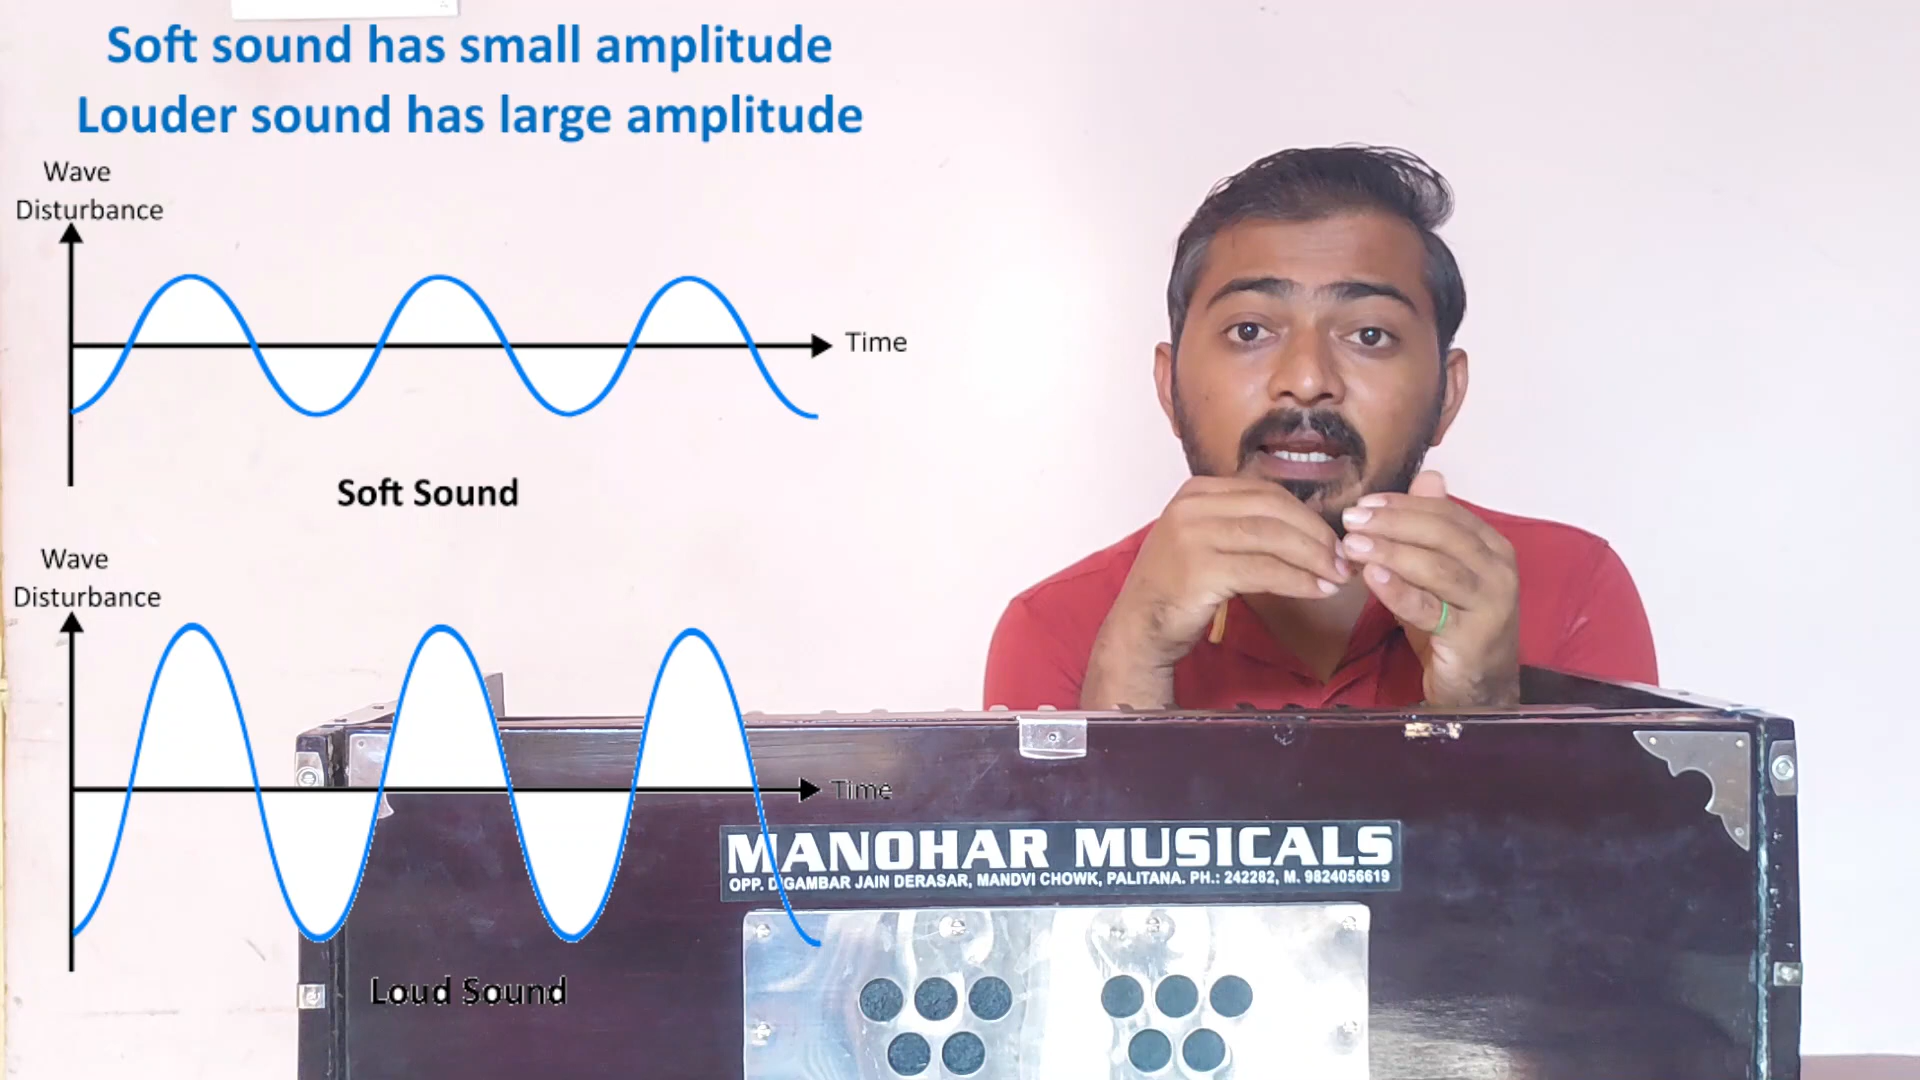 Soft sound has small amplitude
Louder sound has large amplitude
Wave
Disturbance
Time
Soft Sound
Wave
Disturbance
Time
Loud Sound
MANOHAR MUSICALS
OPP. DIGAMBAR JAIN DERASAR, MANDVI CHOWK, PALITANA. PH.: 242282, M. 9824056619